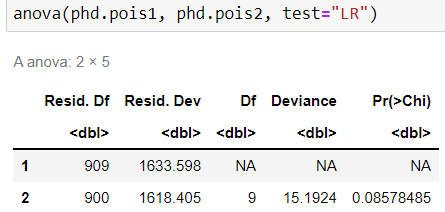 anova(phd.pois1, phd.pois2, test="LR")
A anova: 2 × 5
Resid. Df Resid. Dev Df Deviance Pr(>Chi)
<dbl> <dbl> <dbl> <dbl> <dbl>
1 909 1633.598 NA NA NA
2 900 1618.405 9 15.1924 0.08578485